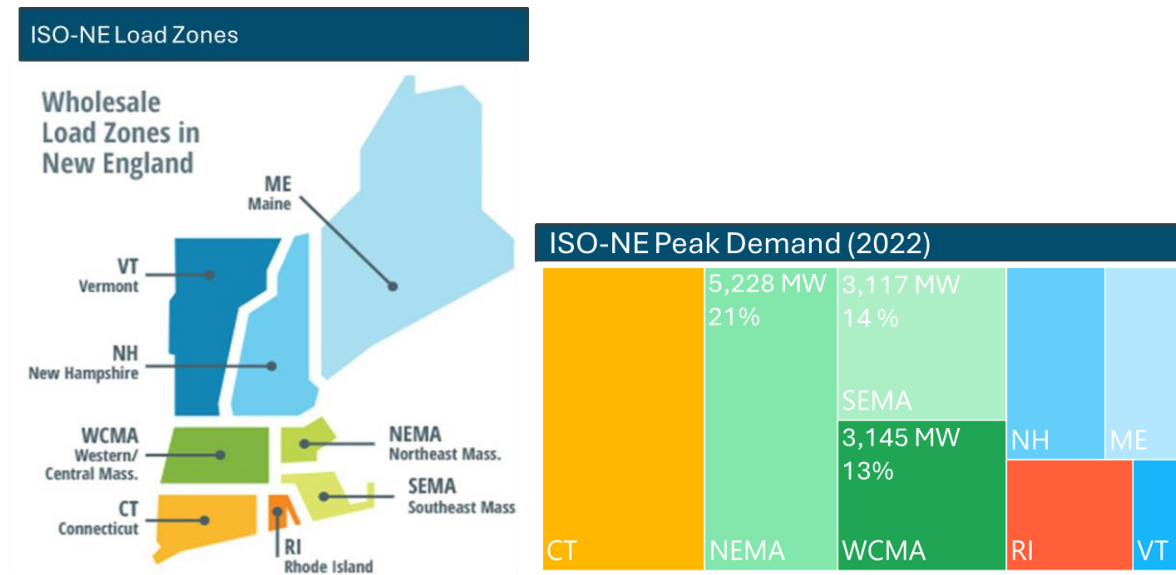 ISO-NE Load Zones
Wholesale
Load Zones in
New England
ME
Maine
VT
Vermont
NH
New Hampshire
WCMA
Western/
Central Mass.
NEMA
Northeast Mass.
SEMA
Southeast Mass
CT
Connecticut
RI
Rhode Island
ISO-NE Peak Demand (2022)
5,228 MW
21%
3,117 MW
14 %
SEMA
3,145 MW
13%
NH
ME
CT
NEMA
WCMA
RI
VT